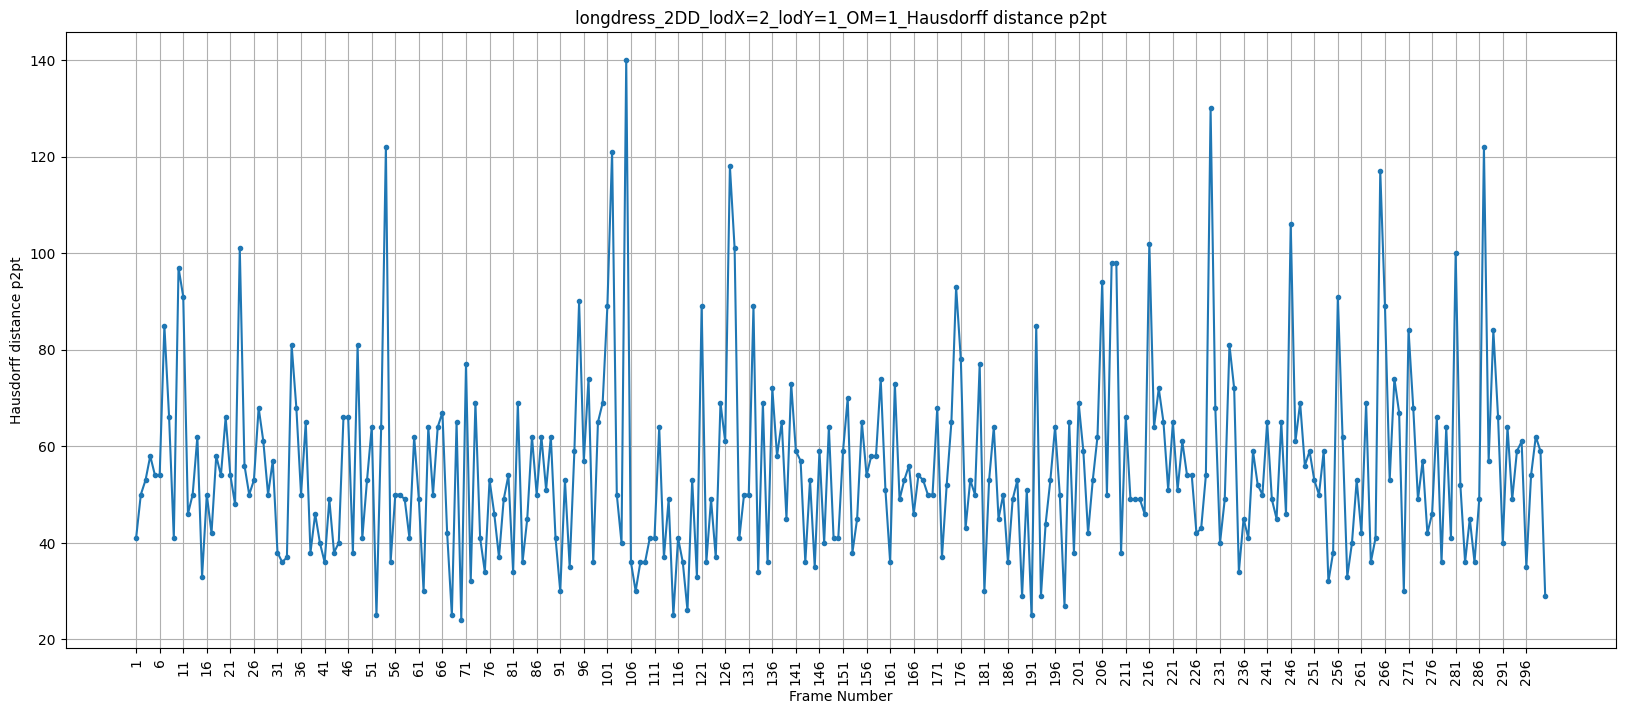 longdress_2DD_lodX=2_lodY=1_OM=1_Hausdorff distance p2pt
140
120
100
80
60
40
20
Hausdorff distance p2pt
1 6 11 16 21 26 31 36 41 46 51 56 61 66 71 76 81 86 91 96 101 106 111 116 121 126 131 136 141 146 151 156 161 166 171 176 181 186 191 196 201 206 211 216 221 226 231 236 241 246 251 256 261 266 271 276 281 286 291 296
Frame Number